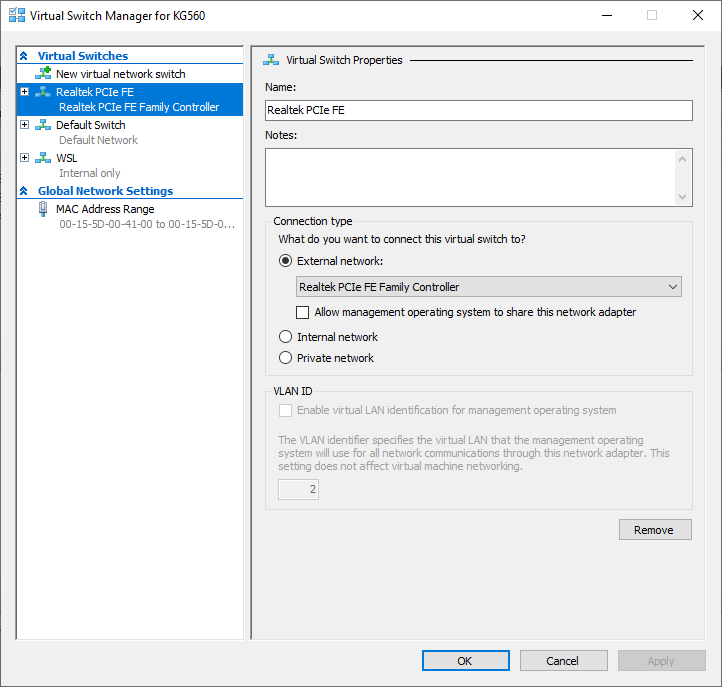 Virtual Switch Manager for KG560
Virtual Switches
New virtual network switch
Realtek PCIe FE
Realtek PCIe FE Family Controller
Default Switch
Default Network
WSL
Internal only
Global Network Settings
MAC Address Range
00-15-5D-00-41-00 to 00-15-5D-0...
Virtual Switch Properties
Name:
Realtek PCIe FE
Notes:
Connection type
What do you want to connect this virtual switch to?
External network:
Realtek PCIe FE Family Controller
Allow management operating system to share this network adapter
Internal network
Private network
VLAN ID
Enable virtual LAN identification for management operating system
The VLAN identifier specifies the virtual LAN that the management operating
system will use for all network communications through this network adapter. This
setting does not affect virtual machine networking.
2
Remove
OK
Cancel
Apply